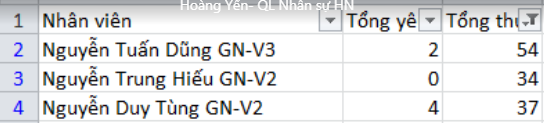 Hoàng Yến- QL Nhân sự HN
1 Nhân viên Tổng yê Tổng thu
2 Nguyễn Tuấn Dũng GN-V3 2 54
3 Nguyễn Trung Hiếu GN-V2 0 34
4 Nguyễn Duy Tùng GN-V2 4 37